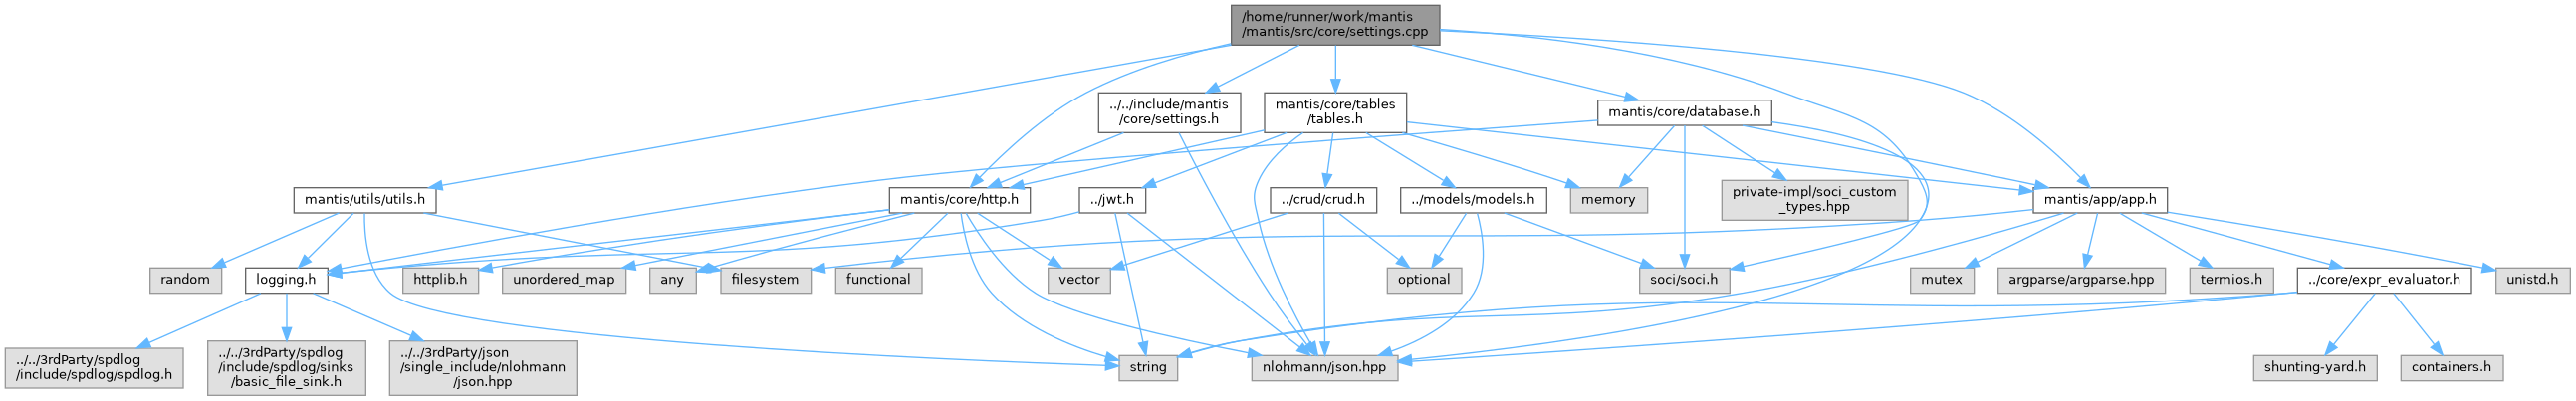 /home/runner/work/mantis
/mantis/src/core/settings.cpp
../../include/mantis
/core/settings.h
mantis/core/tables
/tables.h
mantis/core/database.h
mantis/utils/utils.h
mantis/core/http.h
../jwt.h
../crud/crud.h
../models/models.h
memory
private-impl/soci_custom
_types.hpp
mantis/app/app.h
random
logging.h
httplib.h
unordered_map
any
filesystem
functional
vector
optional
soci/soci.h
mutex
argparse/argparse.hpp
termios.h
../core/expr_evaluator.h
unistd.h
../../3rdParty/spdlog
/include/spdlog/spdlog.h
../../3rdParty/spdlog
/include/spdlog/sinks
/basic_file_sink.h
../../3rdParty/json
/single_include/nlohmann
/json.hpp
string
nlohmann/json.hpp
shunting-yard.h
containers.h